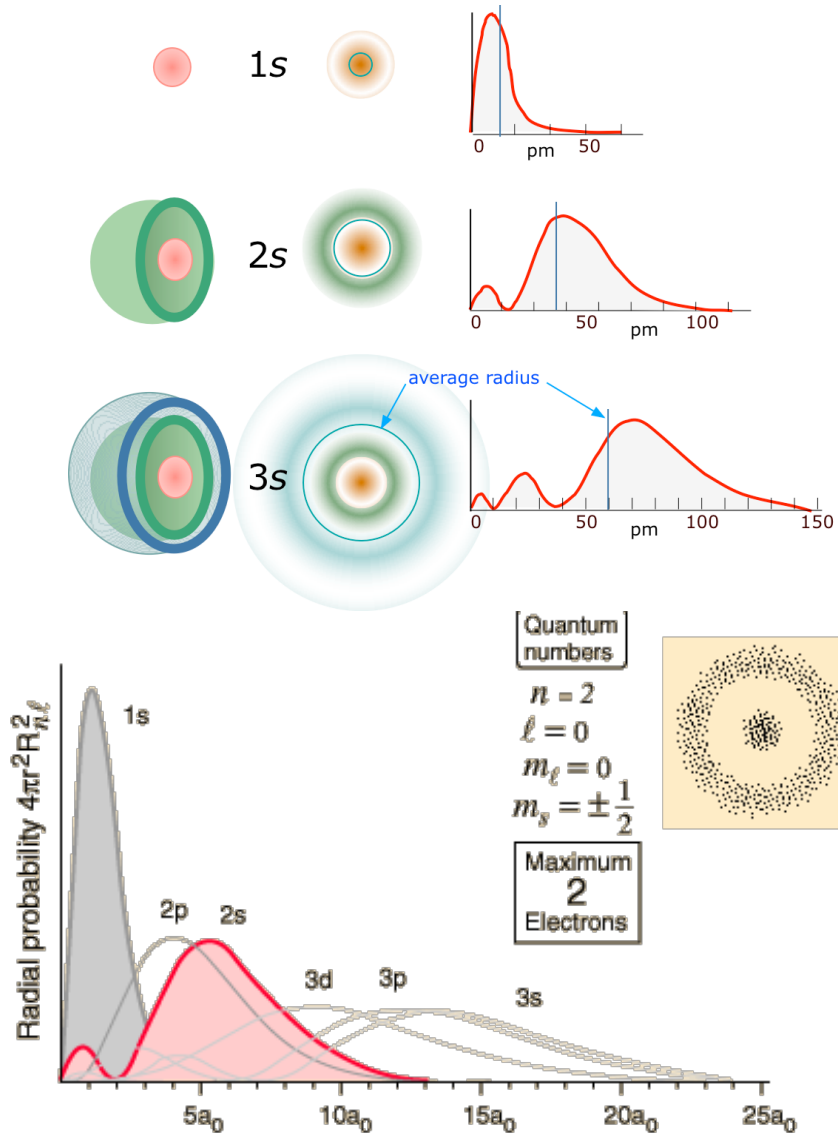 1s
0 50
pm
2s
0 50 100
pm
average radius
3s
0 50 100 150
pm
Quantum
numbers
n = 2
ℓ = 0
mℓ = 0
ms = ± 1/2
Maximum
2
Electrons
Radial probability 4πr²R²nℓ
1s
2p 2s
3d 3p 3s
5a₀ 10a₀ 15a₀ 20a₀ 25a₀